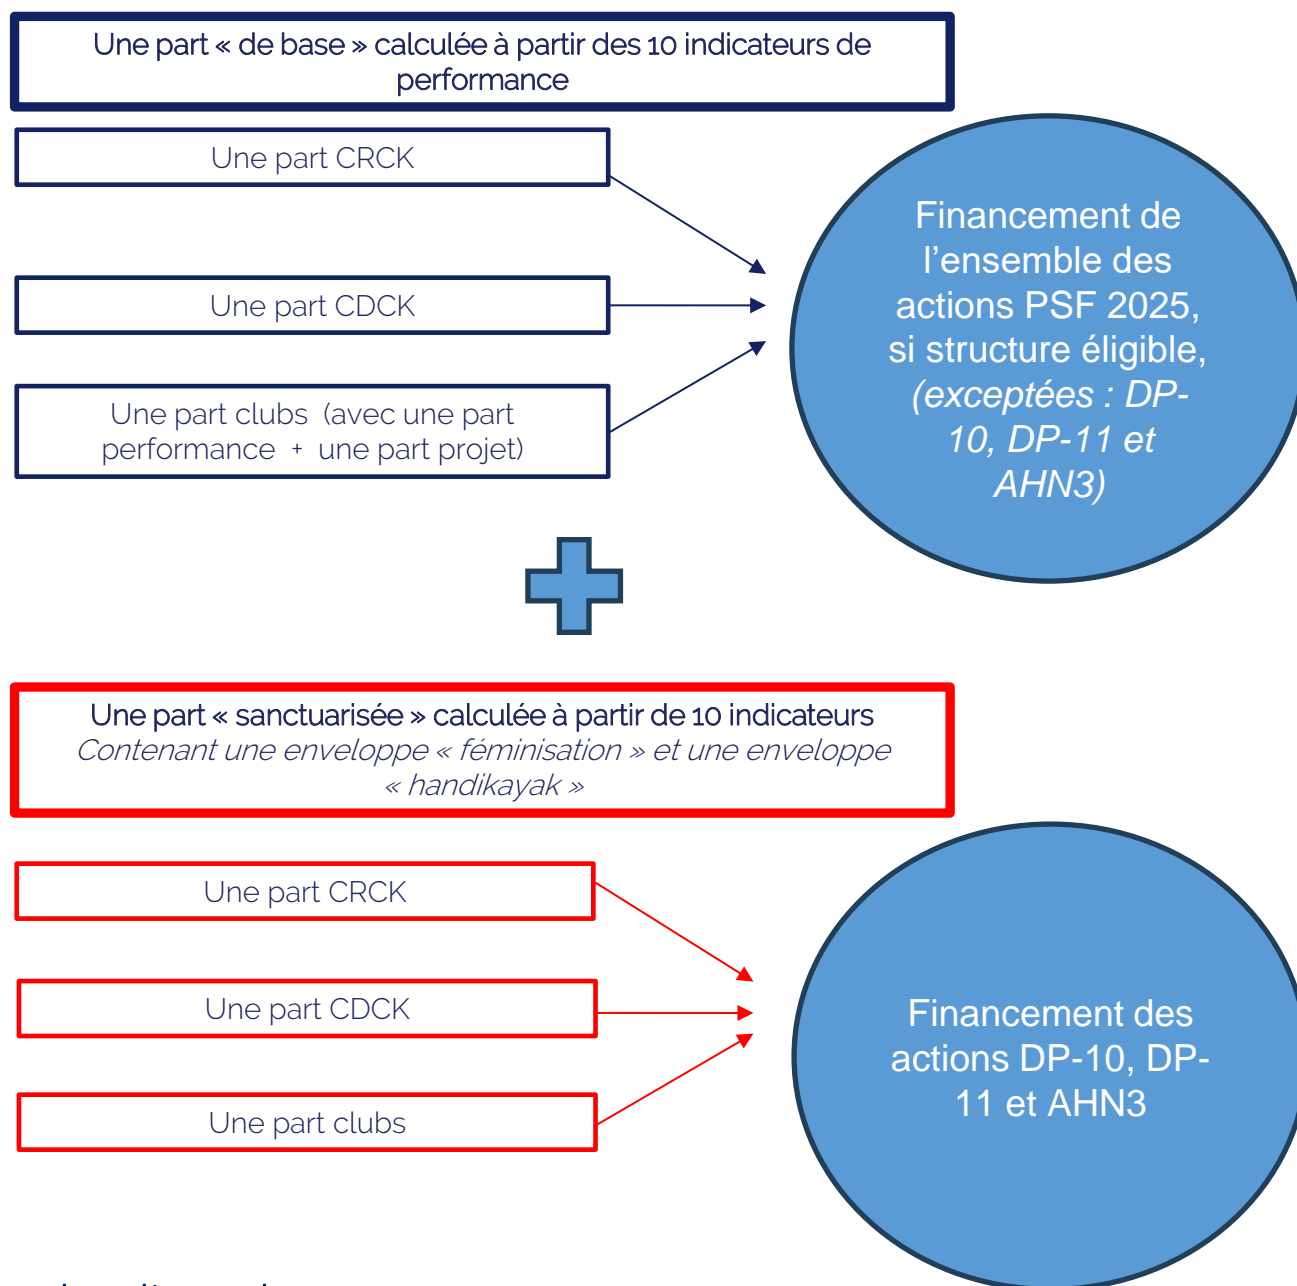 Une part « de base » calculée à partir des 10 indicateurs de
performance
Une part CRCK
Une part CDCK
Une part clubs (avec une part
performance + une part projet)
Financement de
l'ensemble des
actions PSF 2025,
si structure éligible,
(exceptées : DP-
10, DP-11 et
AHN3)
Une part « sanctuarisée » calculée à partir de 10 indicateurs
Contenant une enveloppe « féminisation » et une enveloppe
« handikayak »
Une part CRCK
Une part CDCK
Une part clubs
Financement des
actions DP-10, DP-
11 et AHN3